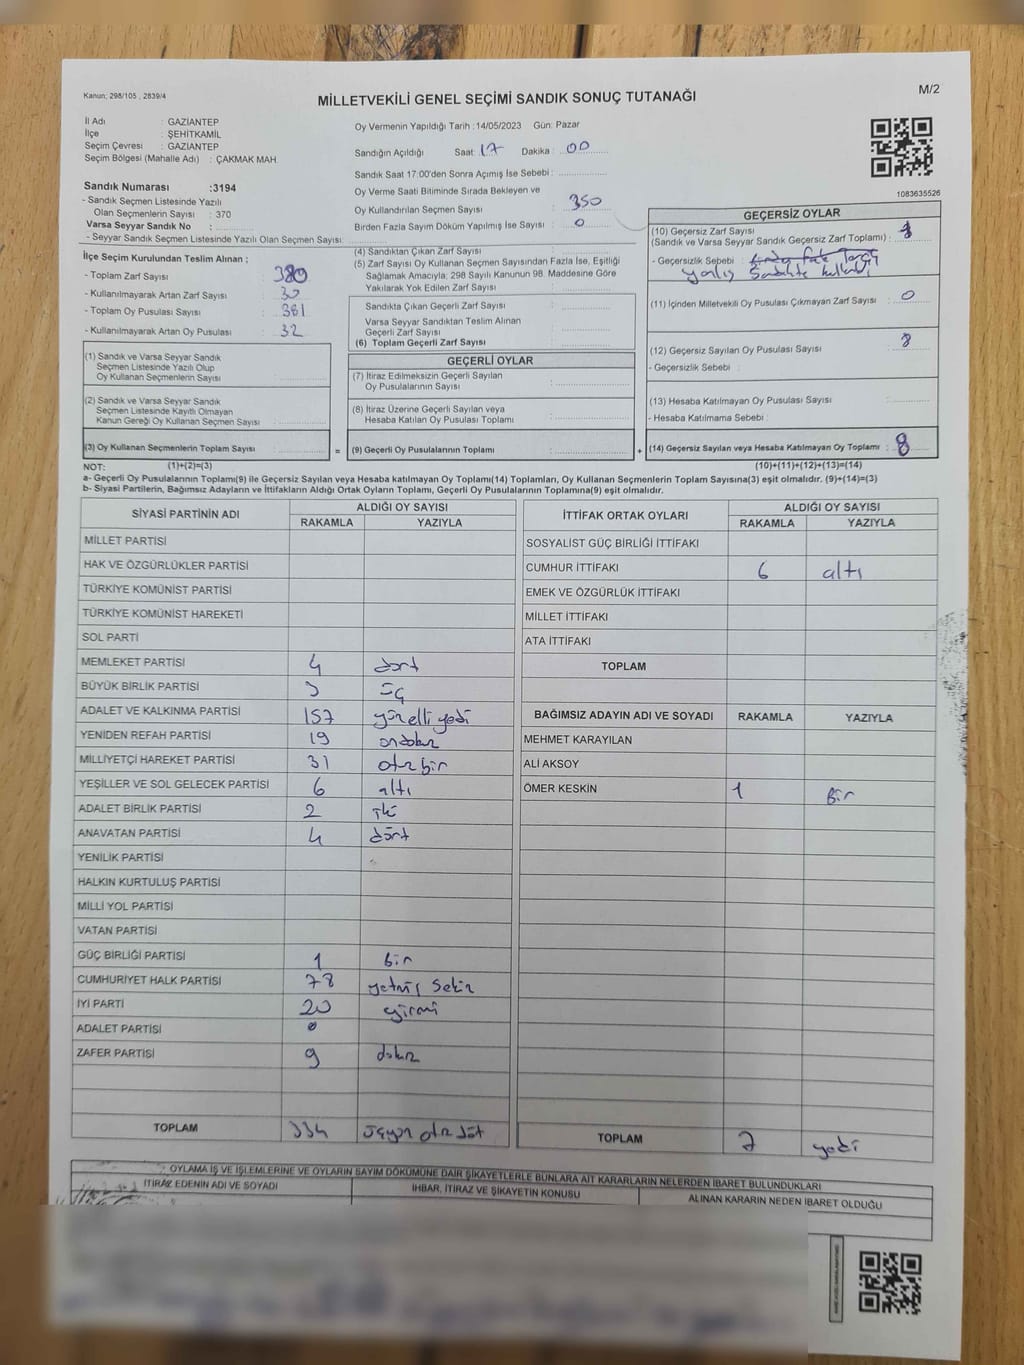 Kanun; 298/105 , 2839/4
MİLLETVEKİLİ GENEL SEÇİMİ SANDIK SONUÇ TUTANAĞI
M/2
İl Adı : GAZİANTEP
İlçe : ŞEHİTKAMİL
Seçim Çevresi : GAZİANTEP
Seçim Bölgesi (Mahalle Adı) : ÇAKMAK MAH.
Sandık Numarası :3194
- Sandık Seçmen Listesinde Yazılı
Olan Seçmenlerin Sayısı : 370
Varsa Seyyar Sandık No :
- Seyyar Sandık Seçmen Listesinde Yazılı Olan Seçmen Sayısı:
Oy Vermenin Yapıldığı Tarih :14/05/2023 Gün: Pazar
Sandığın Açıldığı Saat: 17 Dakika : 00
Sandık Saat 17:00'den Sonra Açımış İse Sebebi :
Oy Verme Saati Bitiminde Sırada Bekleyen ve
Oy Kullandırılan Seçmen Sayısı : 350
Birden Fazla Sayım Döküm Yapılmış İse Sayısı : 0
1083635526
İlçe Seçim Kurulundan Teslim Alınan ;
- Toplam Zarf Sayısı : 380
- Kullanılmayarak Artan Zarf Sayısı : 30
- Toplam Oy Pusulası Sayısı : 381
- Kullanılmayarak Artan Oy Pusulası : 32
(1) Sandık ve Varsa Seyyar Sandık
Seçmen Listesinde Yazılı Olup
Oy Kullanan Seçmenlerin Sayısı :
(2) Sandık ve Varsa Seyyar Sandık
Seçmen Listesinde Kayıtlı Olmayan
Kanun Gereği Oy Kullanan Seçmen Sayısı :
(3) Oy Kullanan Seçmenlerin Toplam Sayısı :
(4) Sandıktan Çıkan Zarf Sayısı :
(5) Zarf Sayısı Oy Kullanan Seçmen Sayısından Fazla İse, Eşitliği
Sağlamak Amacıyla; 298 Sayılı Kanunun 98. Maddesine Göre
Yakılarak Yok Edilen Zarf Sayısı :
Sandıkta Çıkan Geçerli Zarf Sayısı :
Varsa Seyyar Sandıktan Teslim Alınan
Geçerli Zarf Sayısı :
(6) Toplam Geçerli Zarf Sayısı :
GEÇERLİ OYLAR
(7) İtiraz Edilmeksizin Geçerli Sayılan
Oy Pusulalarının Sayısı :
(8) İtiraz Üzerine Geçerli Sayılan veya
Hesaba Katılan Oy Pusulası Toplamı :
= (9) Geçerli Oy Pusulalarının Toplamı : +
GEÇERSİZ OYLAR
(10) Geçersiz Zarf Sayısı
(Sandık ve Varsa Seyyar Sandık Geçersiz Zarf Toplamı) :
- Geçersizlik Sebebi :
yanlış
(11) İçinden Milletvekili Oy Pusulası Çıkmayan Zarf Sayısı : 0
(12) Geçersiz Sayılan Oy Pusulası Sayısı : 8
- Geçersizlik Sebebi :
(13) Hesaba Katılmayan Oy Pusulası Sayısı :
- Hesaba Katılmama Sebebi :
(14) Geçersiz Sayılan veya Hesaba Katılmayan Oy Toplamı : 8
NOT: (1)+(2)=(3) (10)+(11)+(12)+(13)=(14)
a- Geçerli Oy Pusulalarının Toplamı(9) ile Geçersiz Sayılan veya Hesaba katılmayan Oy Toplamı(14) Toplamları, Oy Kullanan Seçmenlerin Toplam Sayısına(3) eşit olmalıdır. (9)+(14)=(3)
b- Siyasi Partilerin, Bağımsız Adayların ve İttifakların Aldığı Ortak Oyların Toplamı, Geçerli Oy Pusulalarının Toplamına(9) eşit olmalıdır.
SİYASİ PARTİNİN ADI ALDIĞI OY SAYISI
RAKAMLA YAZIYLA
MİLLET PARTİSİ
HAK VE ÖZGÜRLÜKLER PARTİSİ
TÜRKİYE KOMÜNİST PARTİSİ
TÜRKİYE KOMÜNİST HAREKETİ
SOL PARTİ
MEMLEKET PARTİSİ 4 dört
BÜYÜK BİRLİK PARTİSİ 3 üç
ADALET VE KALKINMA PARTİSİ 157 yüzelliyedi
YENİDEN REFAH PARTİSİ 19 ondokuz
MİLLİYETÇİ HAREKET PARTİSİ 31 otuzbir
YEŞİLLER VE SOL GELECEK PARTİSİ 6 altı
ADALET BİRLİK PARTİSİ 2 iki
ANAVATAN PARTİSİ 4 dört
YENİLİK PARTİSİ
HALKIN KURTULUŞ PARTİSİ
MİLLİ YOL PARTİSİ
VATAN PARTİSİ
GÜÇ BİRLİĞİ PARTİSİ 1 bir
CUMHURİYET HALK PARTİSİ 78 yetmiş sekiz
İYİ PARTİ 20 yirmi
ADALET PARTİSİ 0
ZAFER PARTİSİ 9 dokuz
TOPLAM 334 üçyüz otuz dört
İTTİFAK ORTAK OYLARI ALDIĞI OY SAYISI
RAKAMLA YAZIYLA
SOSYALİST GÜÇ BİRLİĞİ İTTİFAKI
CUMHUR İTTİFAKI 6 altı
EMEK VE ÖZGÜRLÜK İTTİFAKI
MİLLET İTTİFAKI
ATA İTTİFAKI
TOPLAM
BAĞIMSIZ ADAYIN ADI VE SOYADI RAKAMLA YAZIYLA
MEHMET KARAYILAN
ALİ AKSOY
ÖMER KESKİN 1 Bir
TOPLAM 7 yedi
OYLAMA İŞ VE İŞLEMLERİNE VE OYLARIN SAYIM DÖKÜMÜNE DAİR ŞİKAYETLERLE BUNLARA AİT KARARLARIN NELERDEN İBARET BULUNDUKLARI
İTİRAZ EDENİN ADI VE SOYADI İHBAR, İTİRAZ VE ŞİKAYETİN KONUSU ALINAN KARARIN NEDEN İBARET OLDUĞU